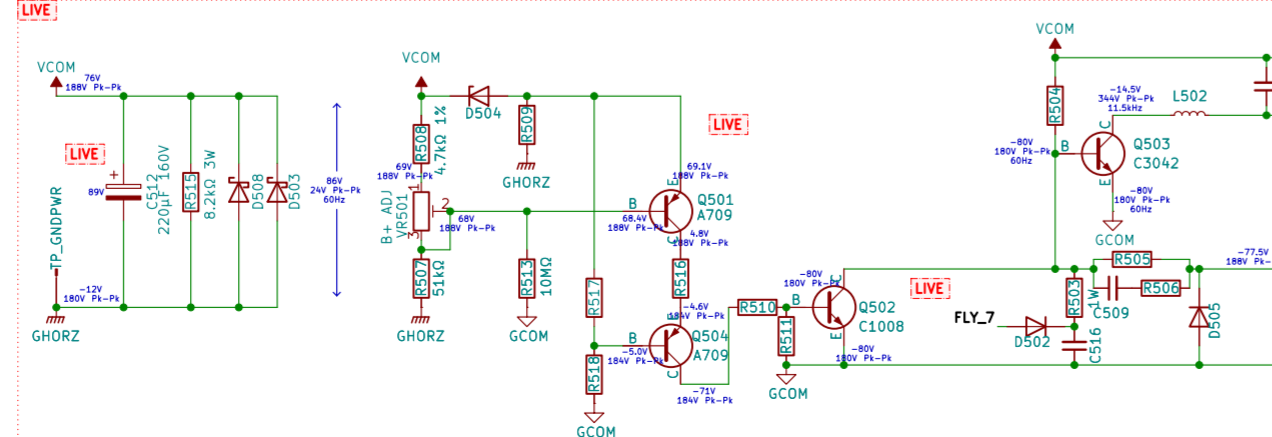 LIVE
VCOM
76V
188V Pk-Pk
LIVE
89V
+
C512
220µF 160V
R515
8.2kΩ 3W
D508
D503
TP_GNDPWR
-12V
180V Pk-Pk
GHORZ
86V
24V Pk-Pk
60Hz
VCOM
R508
4.7kΩ 1%
D504
R509
GHORZ
69V
188V Pk-Pk
B+ ADJ
VR501
1
2
3
68V
188V Pk-Pk
R507
51kΩ
GHORZ
R513
10MΩ
GCOM
LIVE
69.1V
188V Pk-Pk
E
B
C
68.4V
188V Pk-Pk
Q501
A709
4.8V
188V Pk-Pk
R516
R517
-4.6V
184V Pk-Pk
E
B
C
-5.0V
184V Pk-Pk
Q504
A709
R518
GCOM
-71V
184V Pk-Pk
R510
R511
GCOM
-80V
180V Pk-Pk
B
C
E
Q502
C1008
-80V
180V Pk-Pk
LIVE
VCOM
R504
-14.5V
344V Pk-Pk
11.5kHz
L502
-80V
180V Pk-Pk
60Hz
B
C
E
Q503
C3042
-80V
180V Pk-Pk
60Hz
GCOM
R505
R506
C509
R503
1W
FLY_7
D502
C516
D505
-77.5V
188V Pk-